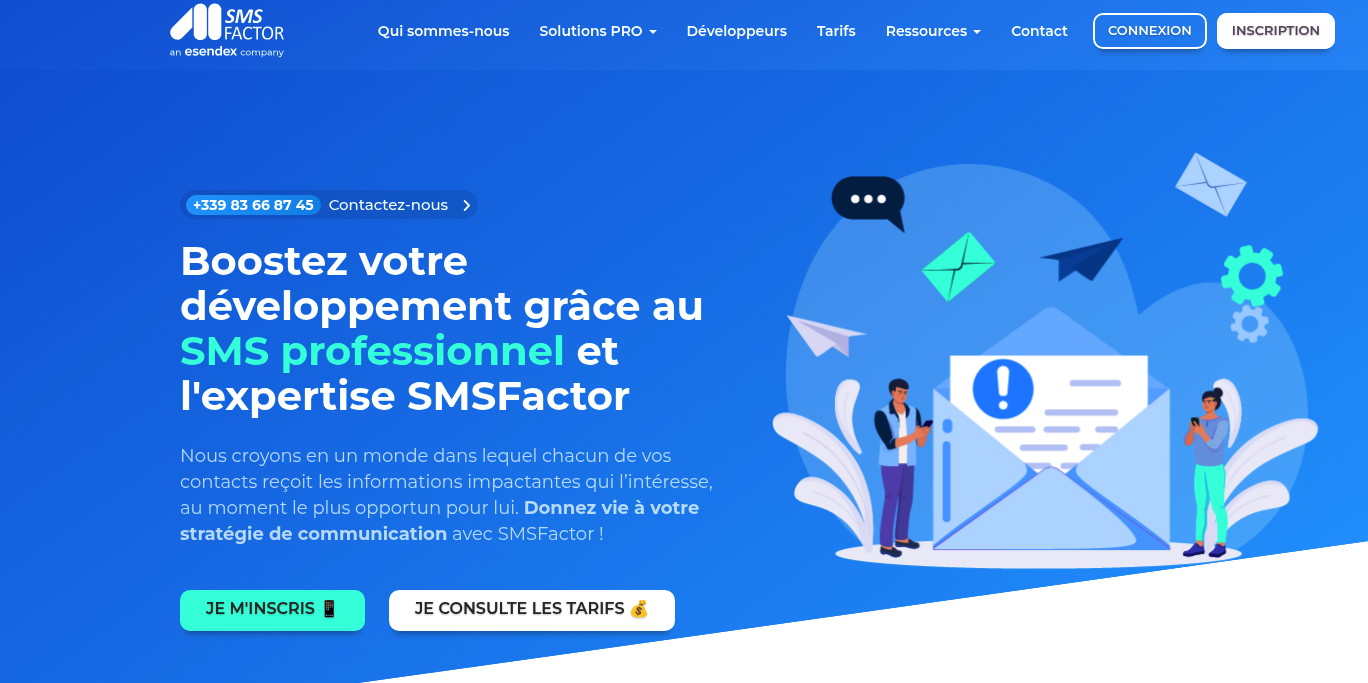 SMS
FACTOR
an esendex company
Qui sommes-nous
Solutions PRO
Développeurs
Tarifs
Ressources
Contact
CONNEXION
INSCRIPTION
+339 83 66 87 45 Contactez-nous
Boostez votre
développement grâce au
SMS professionnel et
l'expertise SMSFactor
Nous croyons en un monde dans lequel chacun de vos
contacts reçoit les informations impactantes qui l’intéresse,
au moment le plus opportun pour lui. Donnez vie à votre
stratégie de communication avec SMSFactor !
JE M'INSCRIS 📱
JE CONSULTE LES TARIFS 💰